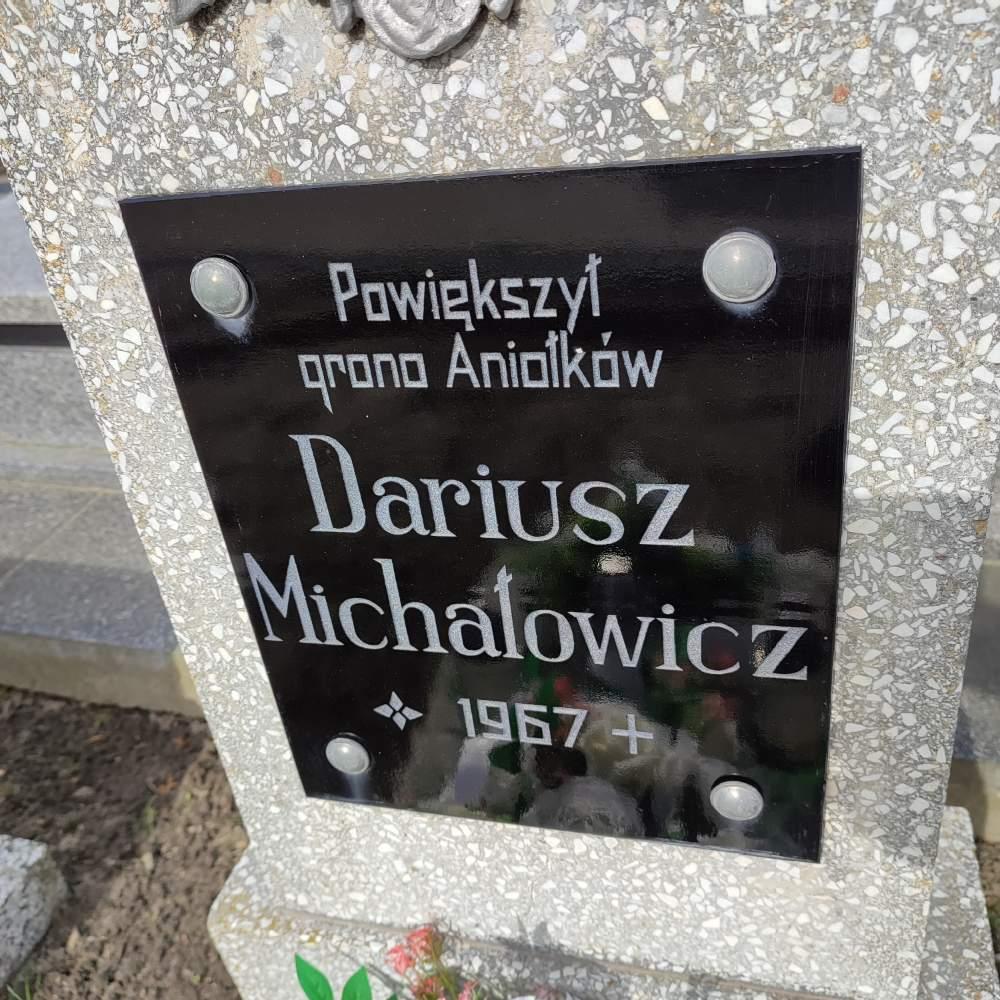 Powiększył
grono Aniołków
Dariusz
Michałowicz
1967 +